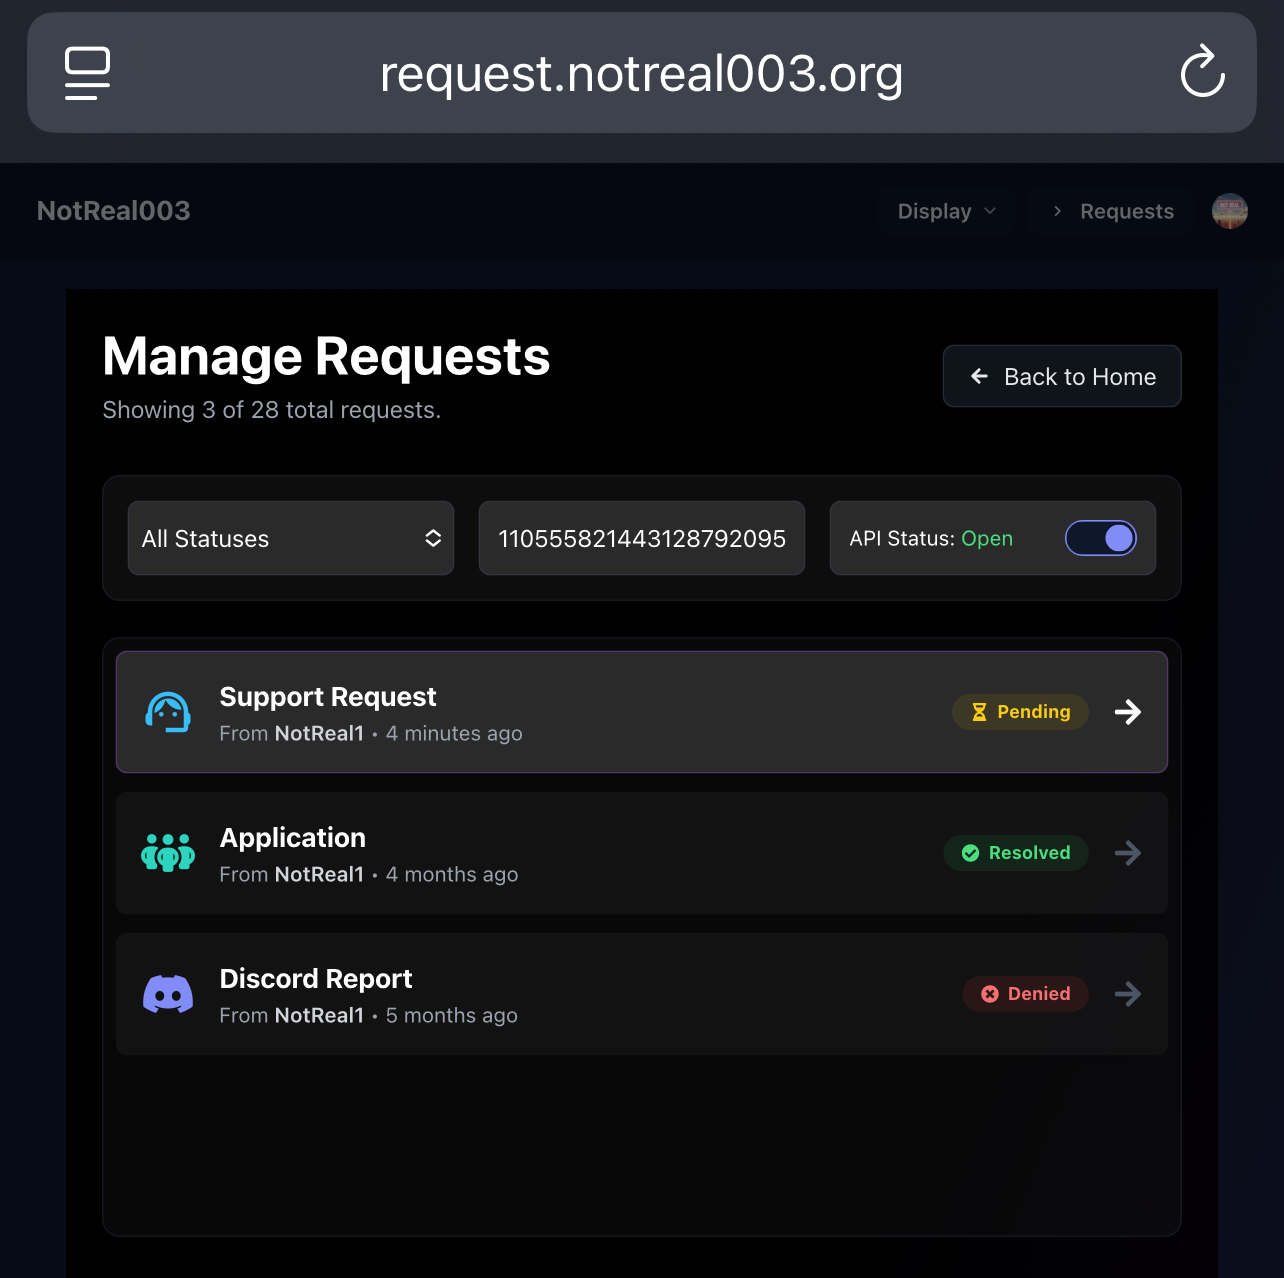 request.notreal003.org
NotReal003
Display
Requests
Manage Requests
Showing 3 of 28 total requests.
Back to Home
All Statuses
110555821443128792095
API Status: Open
Support Request
From NotReal1 • 4 minutes ago
Pending
Application
From NotReal1 • 4 months ago
Resolved
Discord Report
From NotReal1 • 5 months ago
Denied